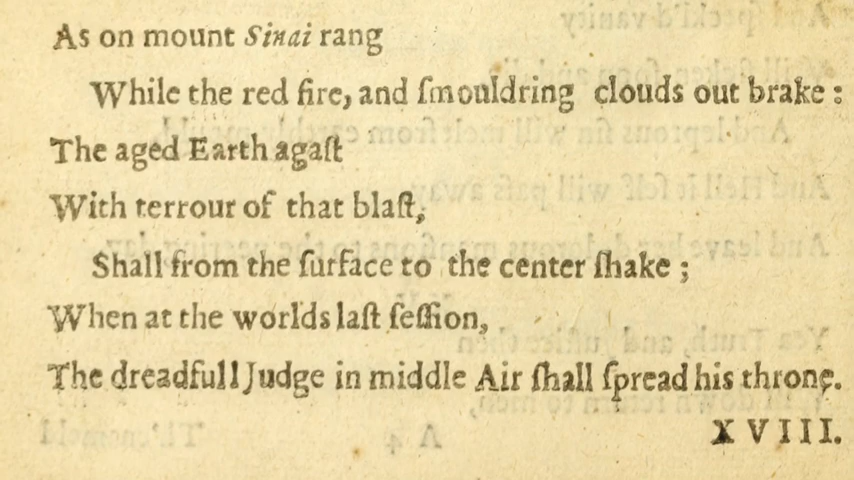 As on mount Sinai rang
While the red fire, and ſmouldring clouds out brake :
The aged Earth agaſt
With terrour of that blaſt,
Shall from the ſurface to the center ſhake ;
When at the worlds laſt ſeſſion,
The dreadfull Judge in middle Air ſhall ſpread his throne.
XVIII.